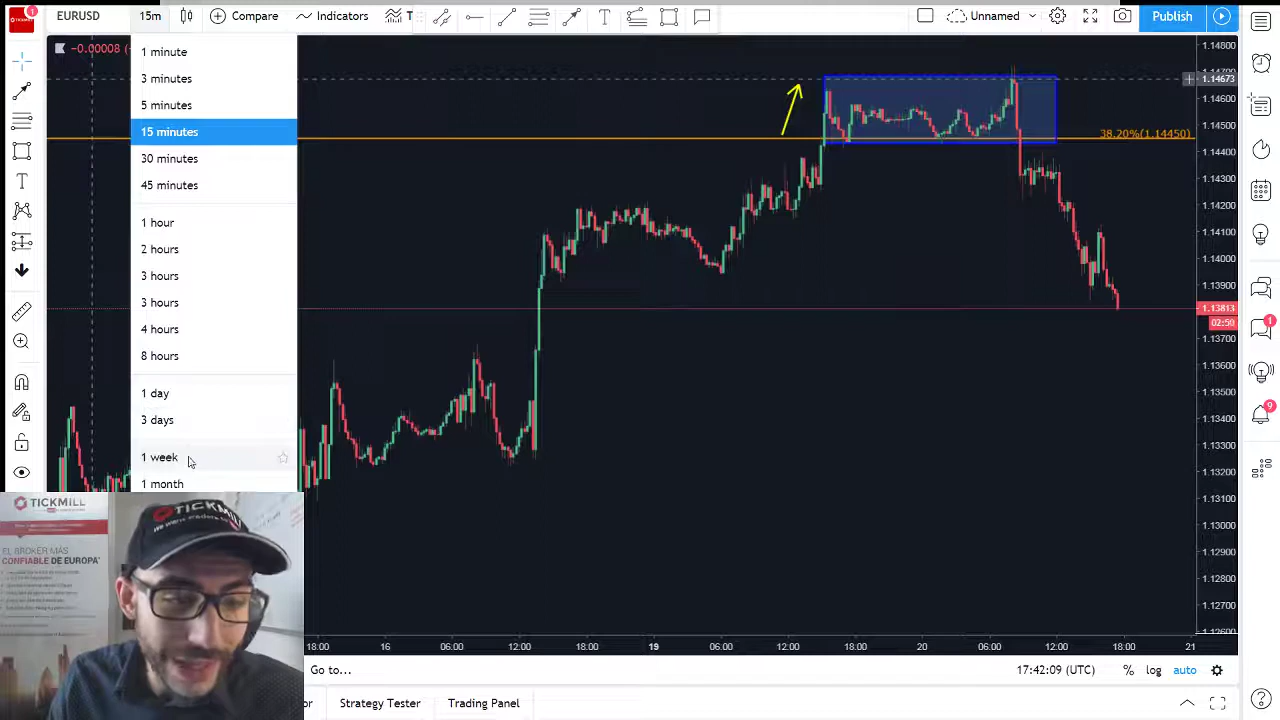 1
EURUSD
15m
Compare
Indicators
Unnamed
Publish
-0.00008
1 minute
3 minutes
5 minutes
15 minutes
30 minutes
45 minutes
1 hour
2 hours
3 hours
3 hours
4 hours
8 hours
1 day
3 days
1 week
1 month
38.20%(1.14450)
1.14800
1.14673
1.14600
1.14500
1.14400
1.14200
1.14100
1.14000
1.13900
1.13813
02:50
1.13700
1.13600
1.13500
1.13400
1.13300
1.13200
1.13100
1.13000
1.12900
1.12800
1.12700
1.12600
1
9
18:00
16
06:00
12:00
18:00
19
06:00
12:00
18:00
20
06:00
12:00
18:00
21
Go to...
17:42:09 (UTC)
%
log
auto
Strategy Tester
Trading Panel
TICKMILL
EL BROKER MÁS
CONFIABLE DE EUROPA*
TICKMILL